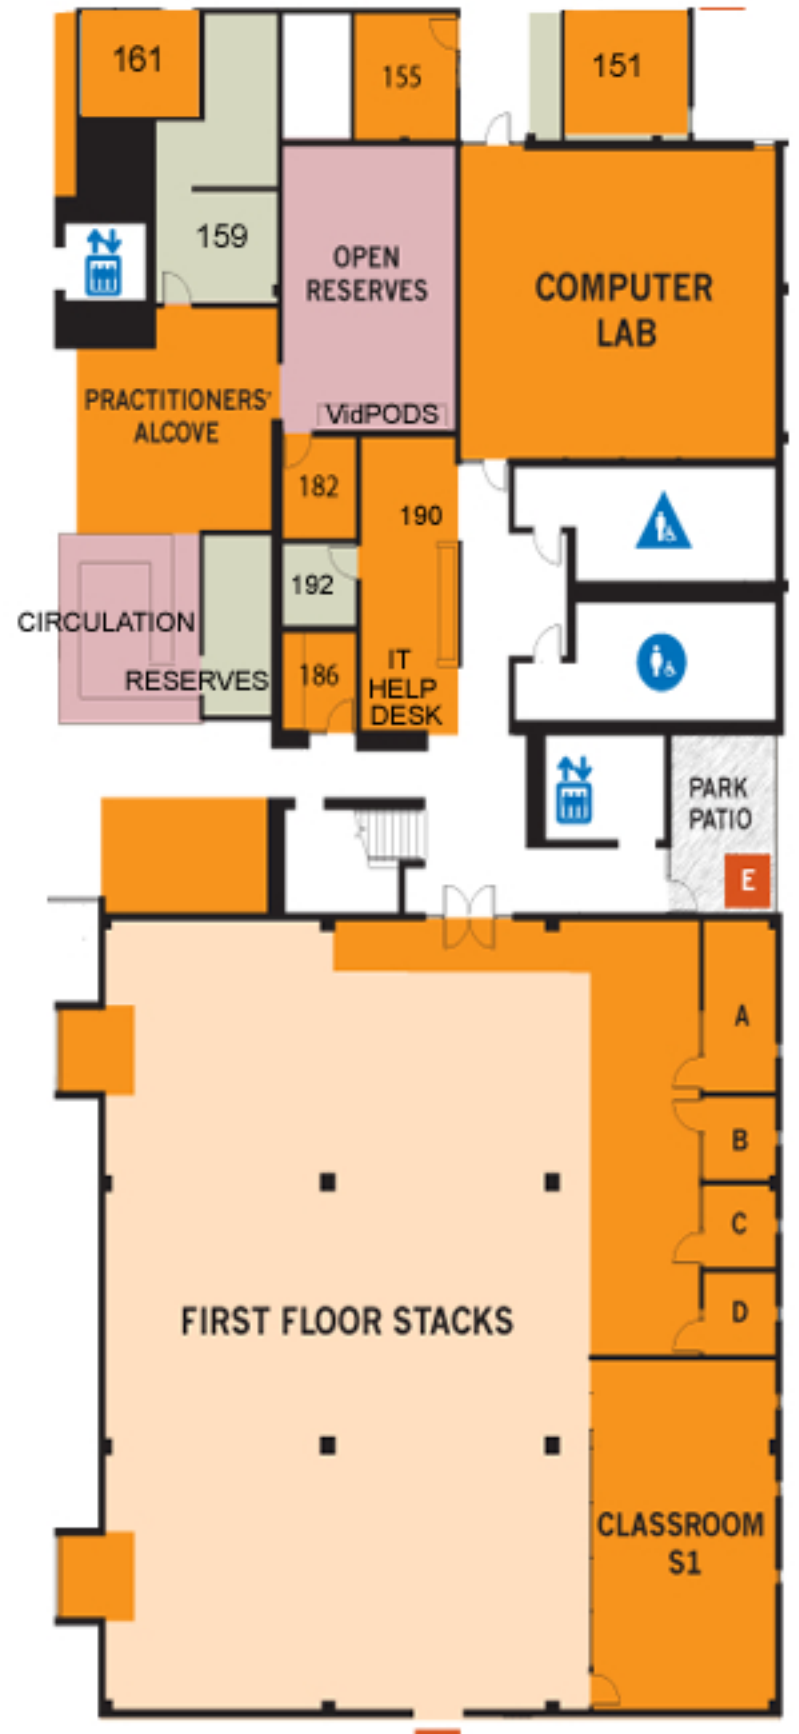 161
155
151
159
OPEN
RESERVES
COMPUTER
LAB
PRACTITIONERS'
ALCOVE
VidPODS
182
190
192
CIRCULATION
RESERVES
186
IT
HELP
DESK
PARK
PATIO
E
A
B
C
D
FIRST FLOOR STACKS
CLASSROOM
S1